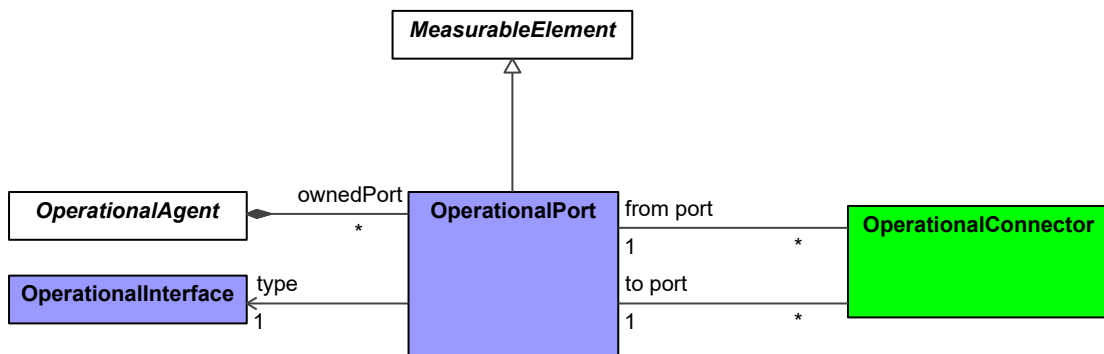 MeasurableElement
OperationalAgent
ownedPort
*
OperationalPort
from port
1
*
OperationalConnector
OperationalInterface
type
1
to port
1
*